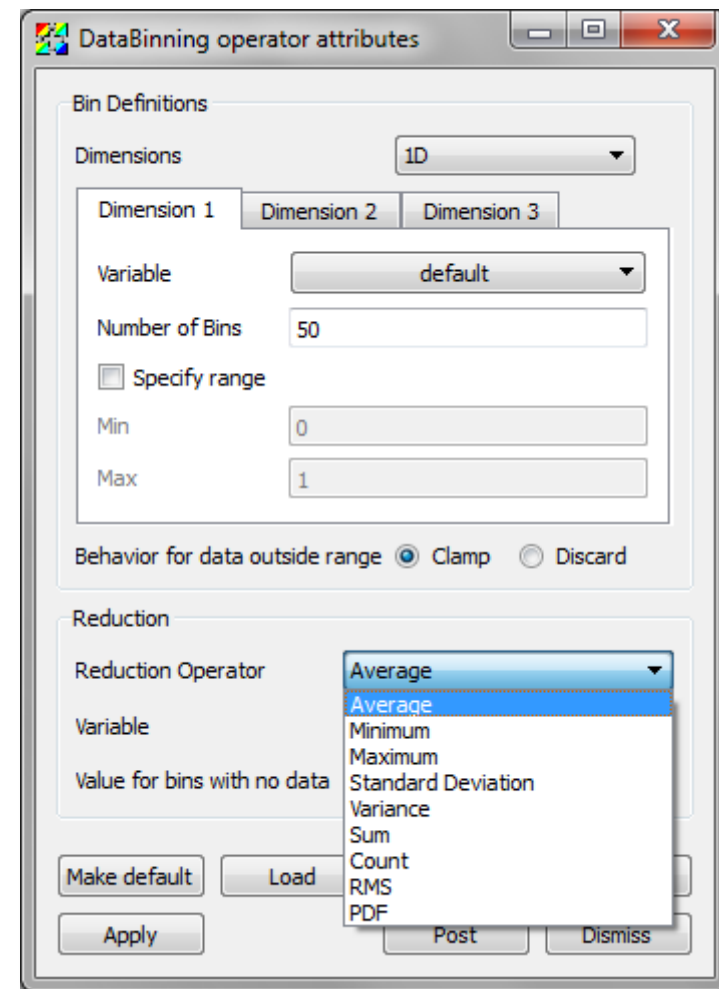 DataBinning operator attributes
Bin Definitions
Dimensions 1D
Dimension 1 Dimension 2 Dimension 3
Variable default
Number of Bins 50
Specify range
Min 0
Max 1
Behavior for data outside range Clamp Discard
Reduction
Reduction Operator Average
Average
Variable Minimum
Maximum
Value for bins with no data Standard Deviation
Variance
Sum
Make default Load Count
RMS
PDF
Apply Post Dismiss